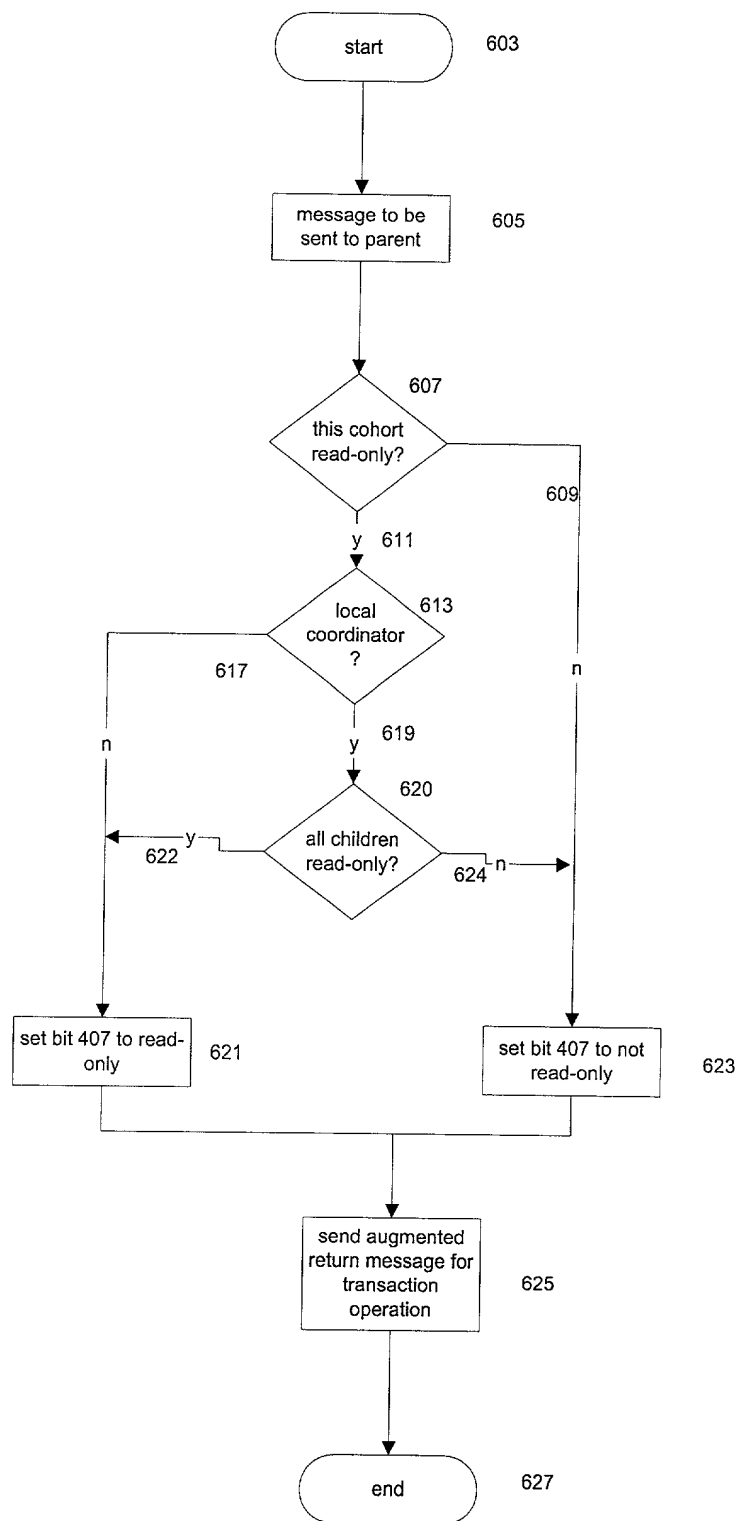 start
603
message to be
sent to parent
605
607
this cohort
read-only?
609
y
611
local
coordinator
?
613
617
n
n
y
619
620
all children
read-only?
y
622
624
n
set bit 407 to read-
only
621
set bit 407 to not
read-only
623
send augmented
return message for
transaction
operation
625
end
627